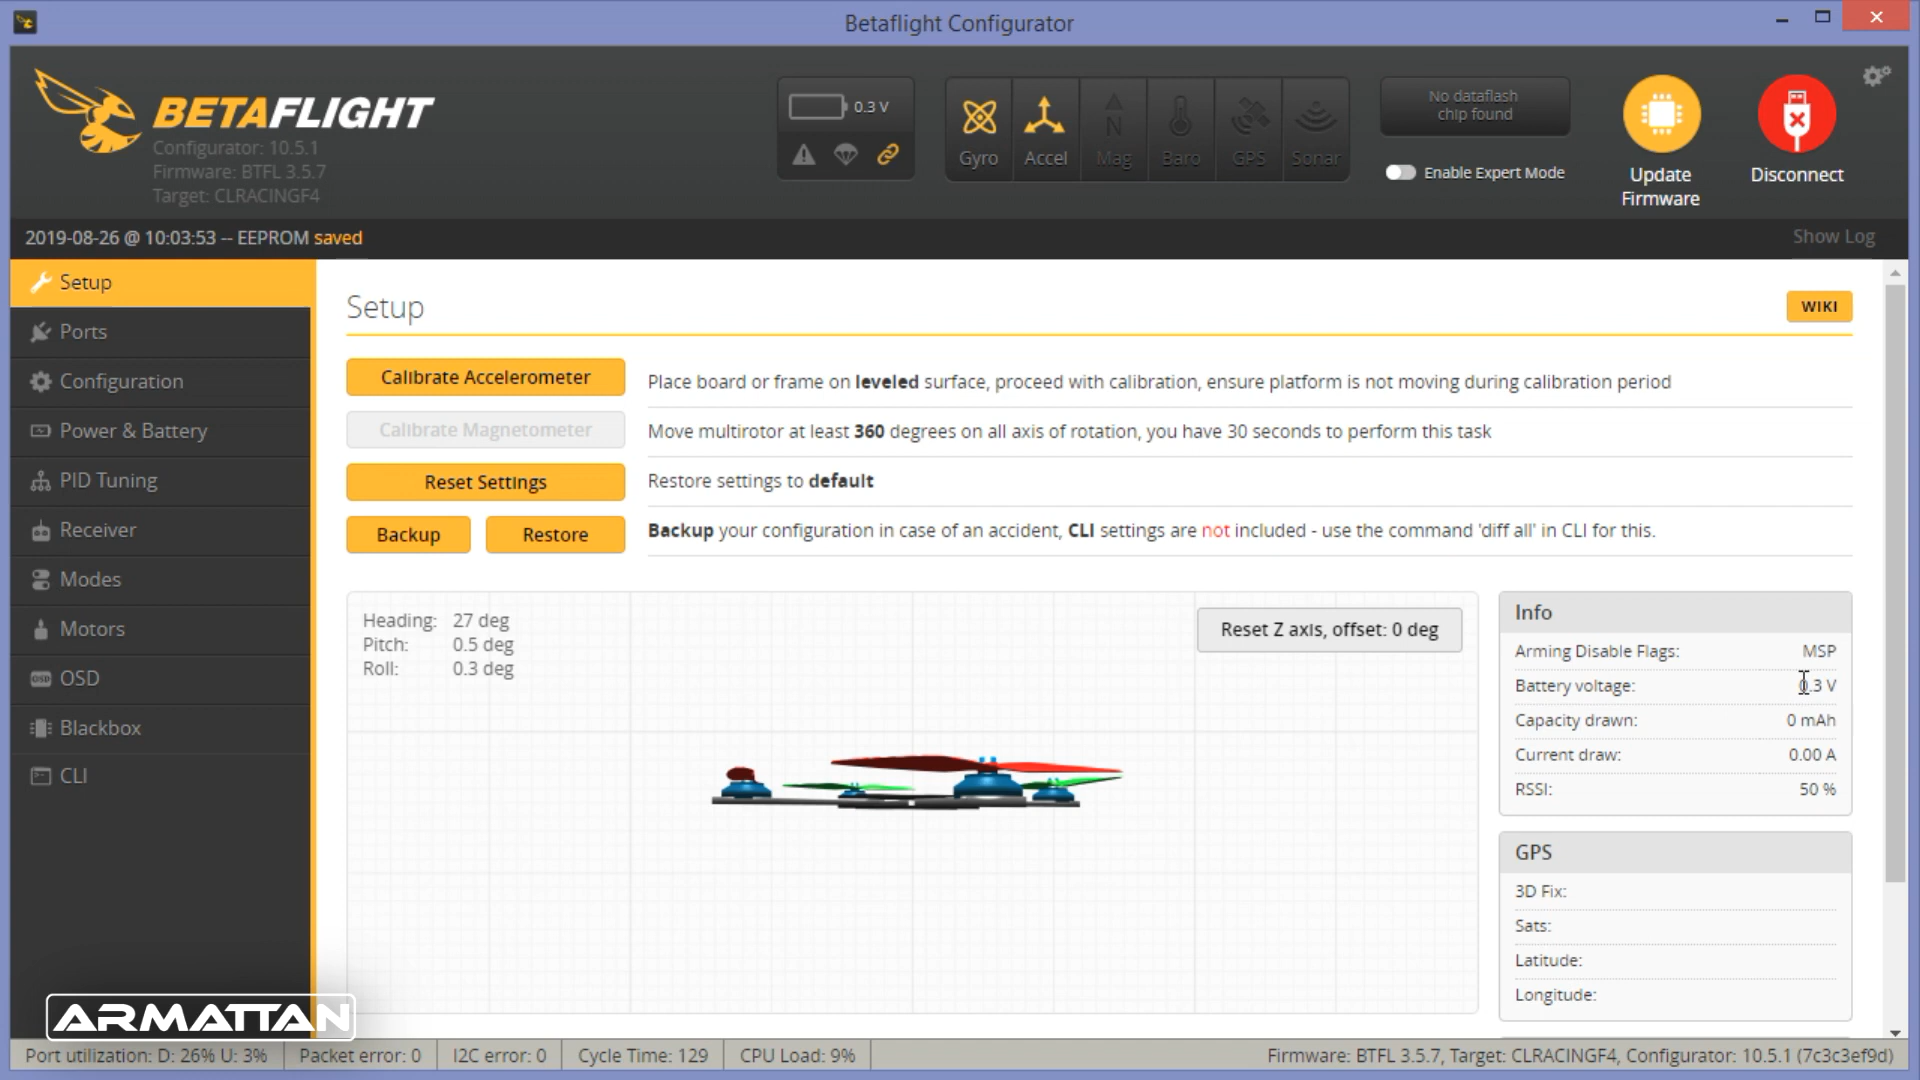 Betaflight Configurator
BETAFLIGHT
Configurator: 10.5.1
Firmware: BTFL 3.5.7
Target: CLRACINGF4
0.3 V
Gyro
Accel
N
Mag
Baro
GPS
Sonar
No dataflash
chip found
Enable Expert Mode
Update
Firmware
Disconnect
2019-08-26 @ 10:03:53 -- EEPROM saved
Show Log
Setup
Ports
Configuration
Power & Battery
PID Tuning
Receiver
Modes
Motors
OSD
OSD
Blackbox
CLI
Setup
WIKI
Calibrate Accelerometer
Place board or frame on leveled surface, proceed with calibration, ensure platform is not moving during calibration period
Calibrate Magnetometer
Move multirotor at least 360 degrees on all axis of rotation, you have 30 seconds to perform this task
Reset Settings
Restore settings to default
Backup
Restore
Backup your configuration in case of an accident, CLI settings are not included - use the command 'diff all' in CLI for this.
Heading: 27 deg
Pitch: 0.5 deg
Roll: 0.3 deg
Reset Z axis, offset: 0 deg
Info
Arming Disable Flags: MSP
Battery voltage: 0.3 V
Capacity drawn: 0 mAh
Current draw: 0.00 A
RSSI: 50 %
GPS
3D Fix:
Sats:
Latitude:
Longitude:
ARMATTAN
Port utilization: D: 26% U: 3%
Packet error: 0
I2C error: 0
Cycle Time: 129
CPU Load: 9%
Firmware: BTFL 3.5.7, Target: CLRACINGF4, Configurator: 10.5.1 (7c3c3ef9d)